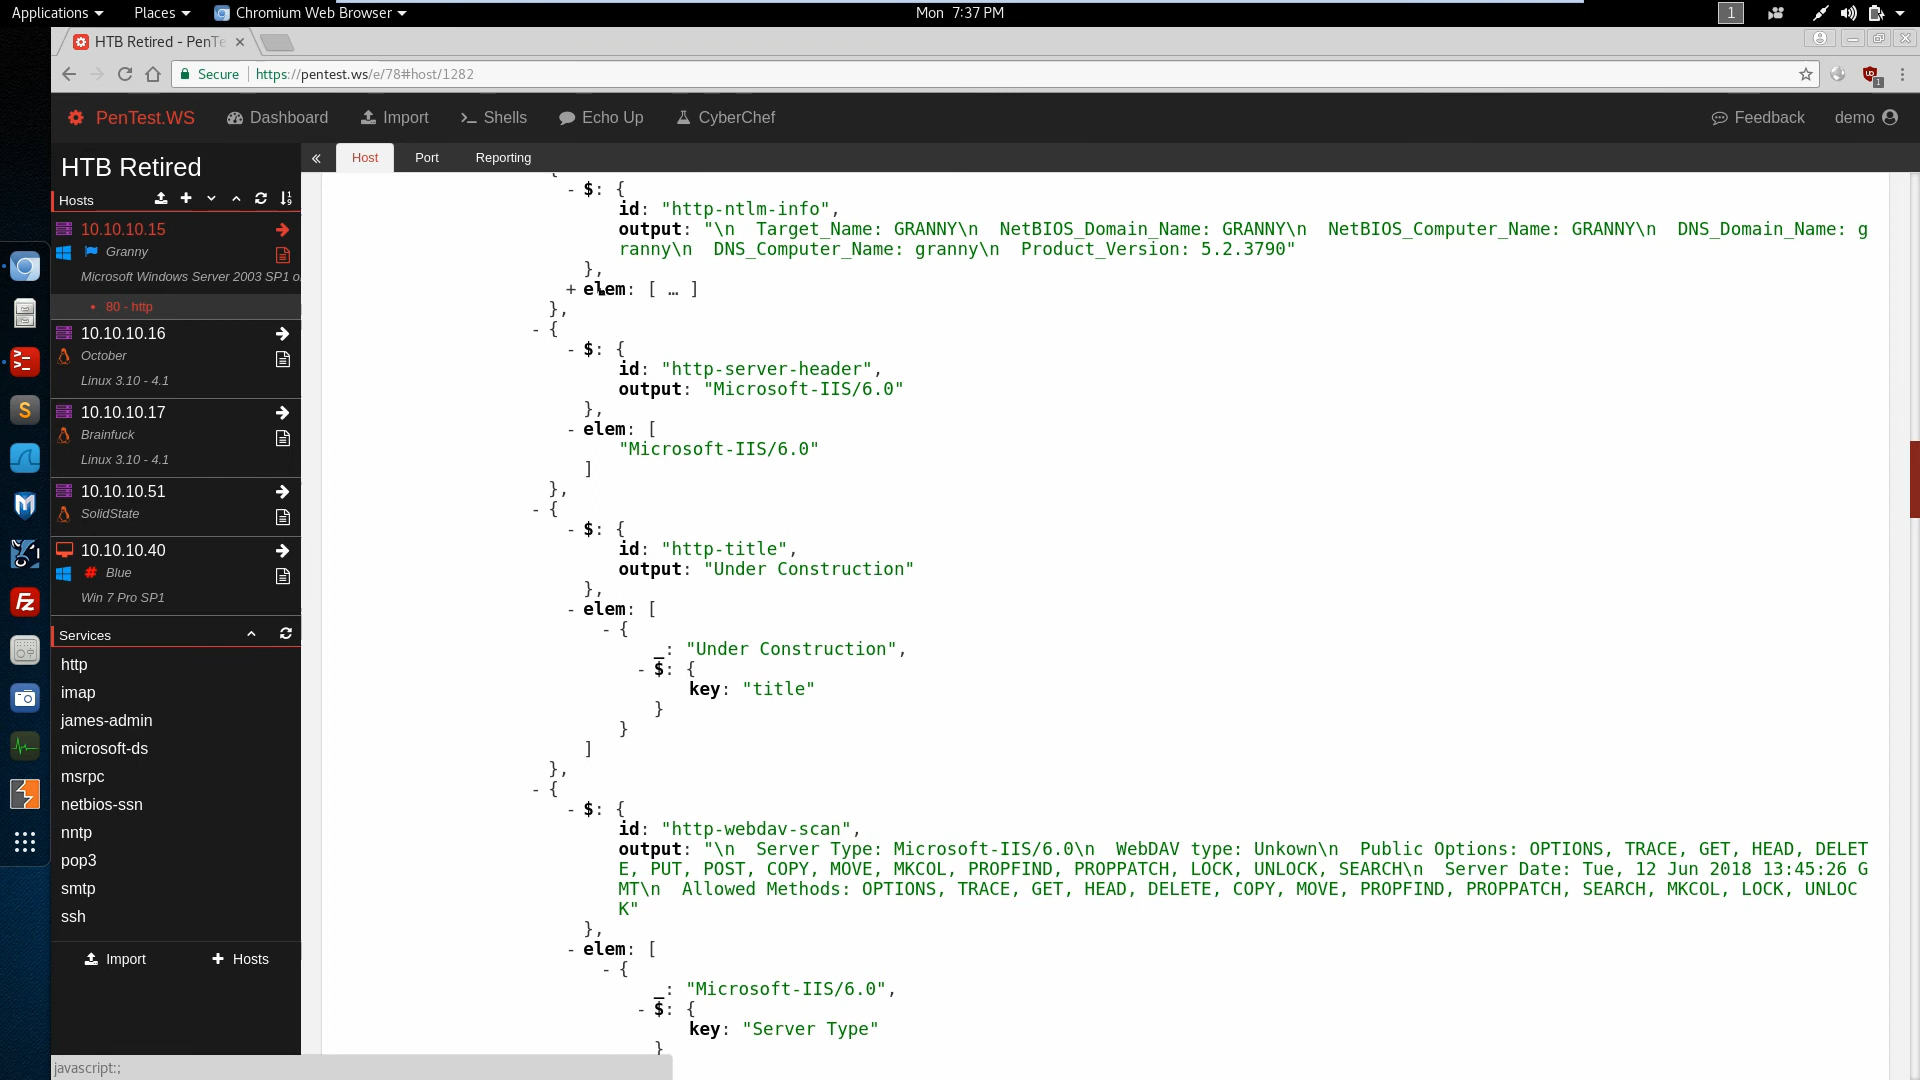 Applications Places Chromium Web Browser Mon 7:37 PM 1
HTB Retired - PenTe
Secure https://pentest.ws/e/78#host/1282 1
PenTest.WS Dashboard Import Shells Echo Up CyberChef Feedback demo
HTB Retired
Host Port Reporting
Hosts
10.10.10.15
Granny
Microsoft Windows Server 2003 SP1 o
80 - http
10.10.10.16
October
Linux 3.10 - 4.1
10.10.10.17
Brainfuck
Linux 3.10 - 4.1
10.10.10.51
SolidState
10.10.10.40
# Blue
Win 7 Pro SP1
Services
http
imap
james-admin
microsoft-ds
msrpc
netbios-ssn
nntp
pop3
smtp
ssh
Import + Hosts
javascript:;
{
- $: {
id: "http-ntlm-info",
output: "\n  Target_Name: GRANNY\n  NetBIOS_Domain_Name: GRANNY\n  NetBIOS_Computer_Name: GRANNY\n  DNS_Domain_Name: g
ranny\n  DNS_Computer_Name: granny\n  Product_Version: 5.2.3790"
},
+ elem: [ … ]
},
- {
- $: {
id: "http-server-header",
output: "Microsoft-IIS/6.0"
},
- elem: [
"Microsoft-IIS/6.0"
]
},
- {
- $: {
id: "http-title",
output: "Under Construction"
},
- elem: [
- {
_: "Under Construction",
- $: {
key: "title"
}
}
]
},
- {
- $: {
id: "http-webdav-scan",
output: "\n  Server Type: Microsoft-IIS/6.0\n  WebDAV type: Unkown\n  Public Options: OPTIONS, TRACE, GET, HEAD, DELET
E, PUT, POST, COPY, MOVE, MKCOL, PROPFIND, PROPPATCH, LOCK, UNLOCK, SEARCH\n  Server Date: Tue, 12 Jun 2018 13:45:26 G
MT\n  Allowed Methods: OPTIONS, TRACE, GET, HEAD, DELETE, COPY, MOVE, PROPFIND, PROPPATCH, SEARCH, MKCOL, LOCK, UNLOC
K"
},
- elem: [
- {
_: "Microsoft-IIS/6.0",
- $: {
key: "Server Type"
}